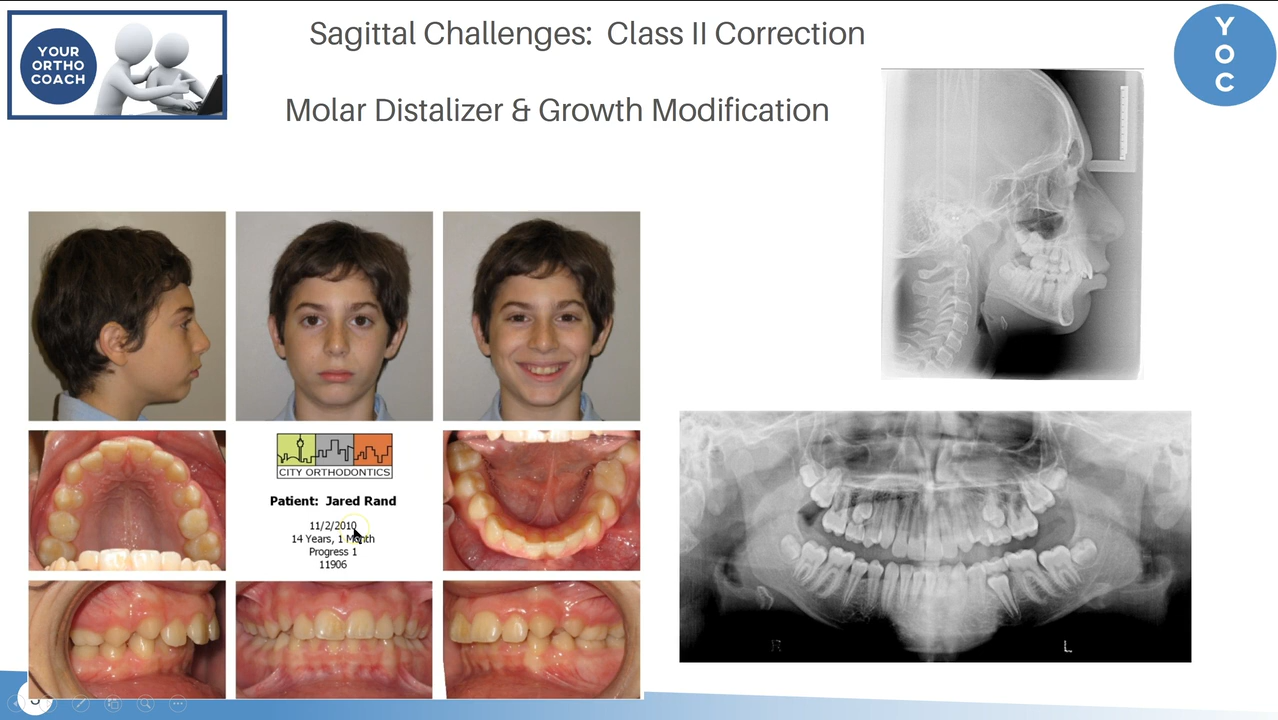 Sagittal Challenges: Class II Correction
Molar Distalizer & Growth Modification
YOUR
ORTHO
COACH
Y
O
C
CITY ORTHODONTICS
Patient: Jared Rand
11/2/2010
14 Years, 1 Month
Progress 1
11906
R
L